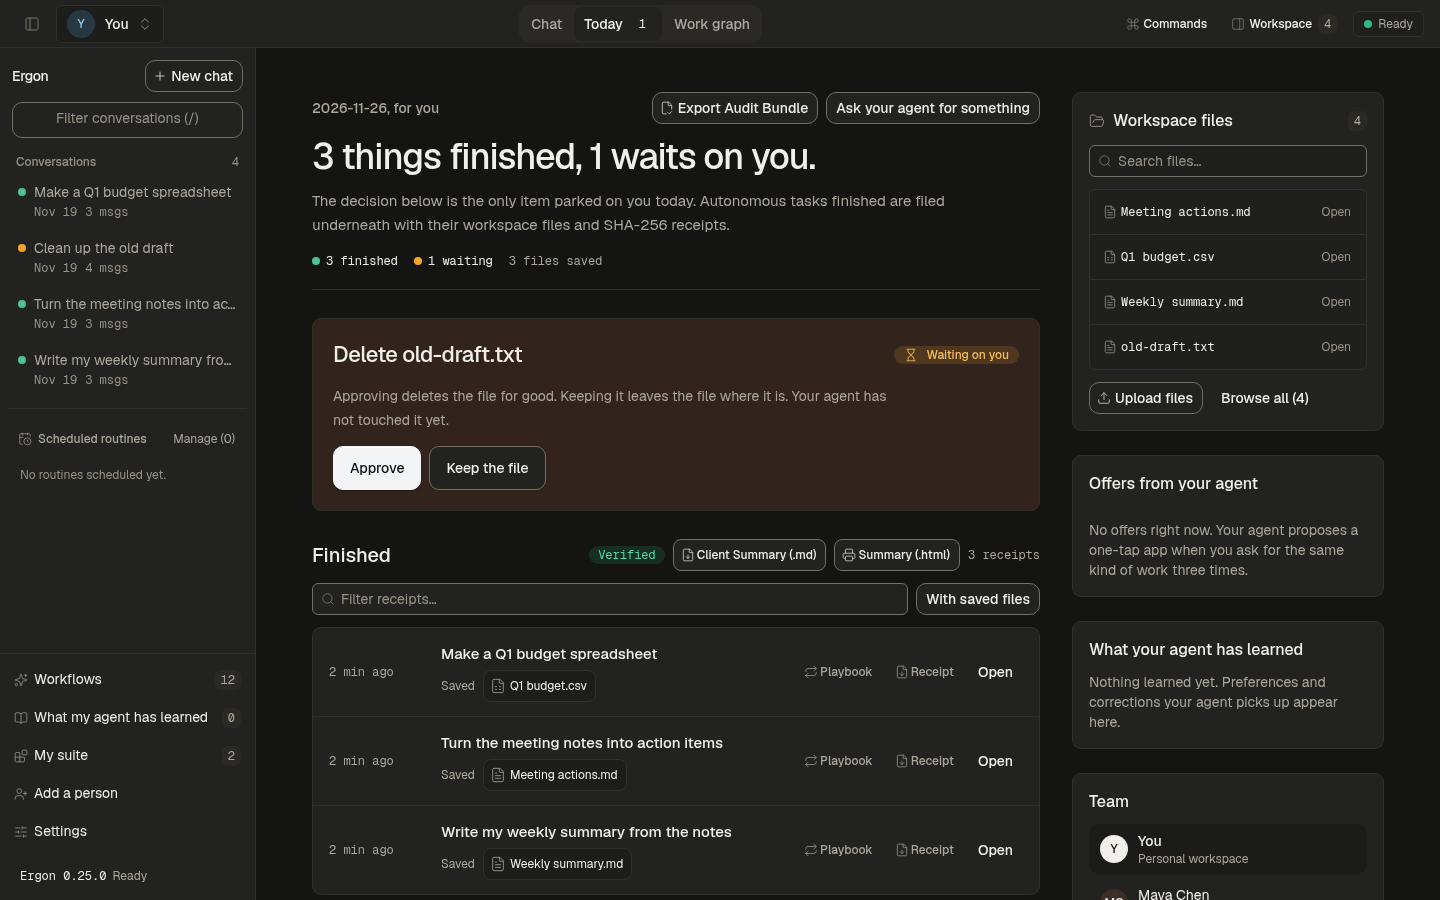 Y You
Chat
Today 1
Work graph
Commands
Workspace 4
Ready
Ergon
New chat
Filter conversations (/)
Conversations 4
Make a Q1 budget spreadsheet
Nov 19 3 msgs
Clean up the old draft
Nov 19 4 msgs
Turn the meeting notes into ac…
Nov 19 3 msgs
Write my weekly summary fro…
Nov 19 3 msgs
Scheduled routines Manage (0)
No routines scheduled yet.
Workflows 12
What my agent has learned 0
My suite 2
Add a person
Settings
Ergon 0.25.0 Ready
2026-11-26, for you
Export Audit Bundle
Ask your agent for something
3 things finished, 1 waits on you.
The decision below is the only item parked on you today. Autonomous tasks finished are filed
underneath with their workspace files and SHA-256 receipts.
3 finished 1 waiting 3 files saved
Delete old-draft.txt
Waiting on you
Approving deletes the file for good. Keeping it leaves the file where it is. Your agent has
not touched it yet.
Approve
Keep the file
Finished
Verified
Client Summary (.md)
Summary (.html)
3 receipts
Filter receipts…
With saved files
2 min ago
Make a Q1 budget spreadsheet
Saved Q1 budget.csv
Playbook Receipt Open
2 min ago
Turn the meeting notes into action items
Saved Meeting actions.md
Playbook Receipt Open
2 min ago
Write my weekly summary from the notes
Saved Weekly summary.md
Playbook Receipt Open
Workspace files 4
Search files…
Meeting actions.md Open
Q1 budget.csv Open
Weekly summary.md Open
old-draft.txt Open
Upload files
Browse all (4)
Offers from your agent
No offers right now. Your agent proposes a
one-tap app when you ask for the same
kind of work three times.
What your agent has learned
Nothing learned yet. Preferences and
corrections your agent picks up appear
here.
Team
Y You
Personal workspace
Maya Chen